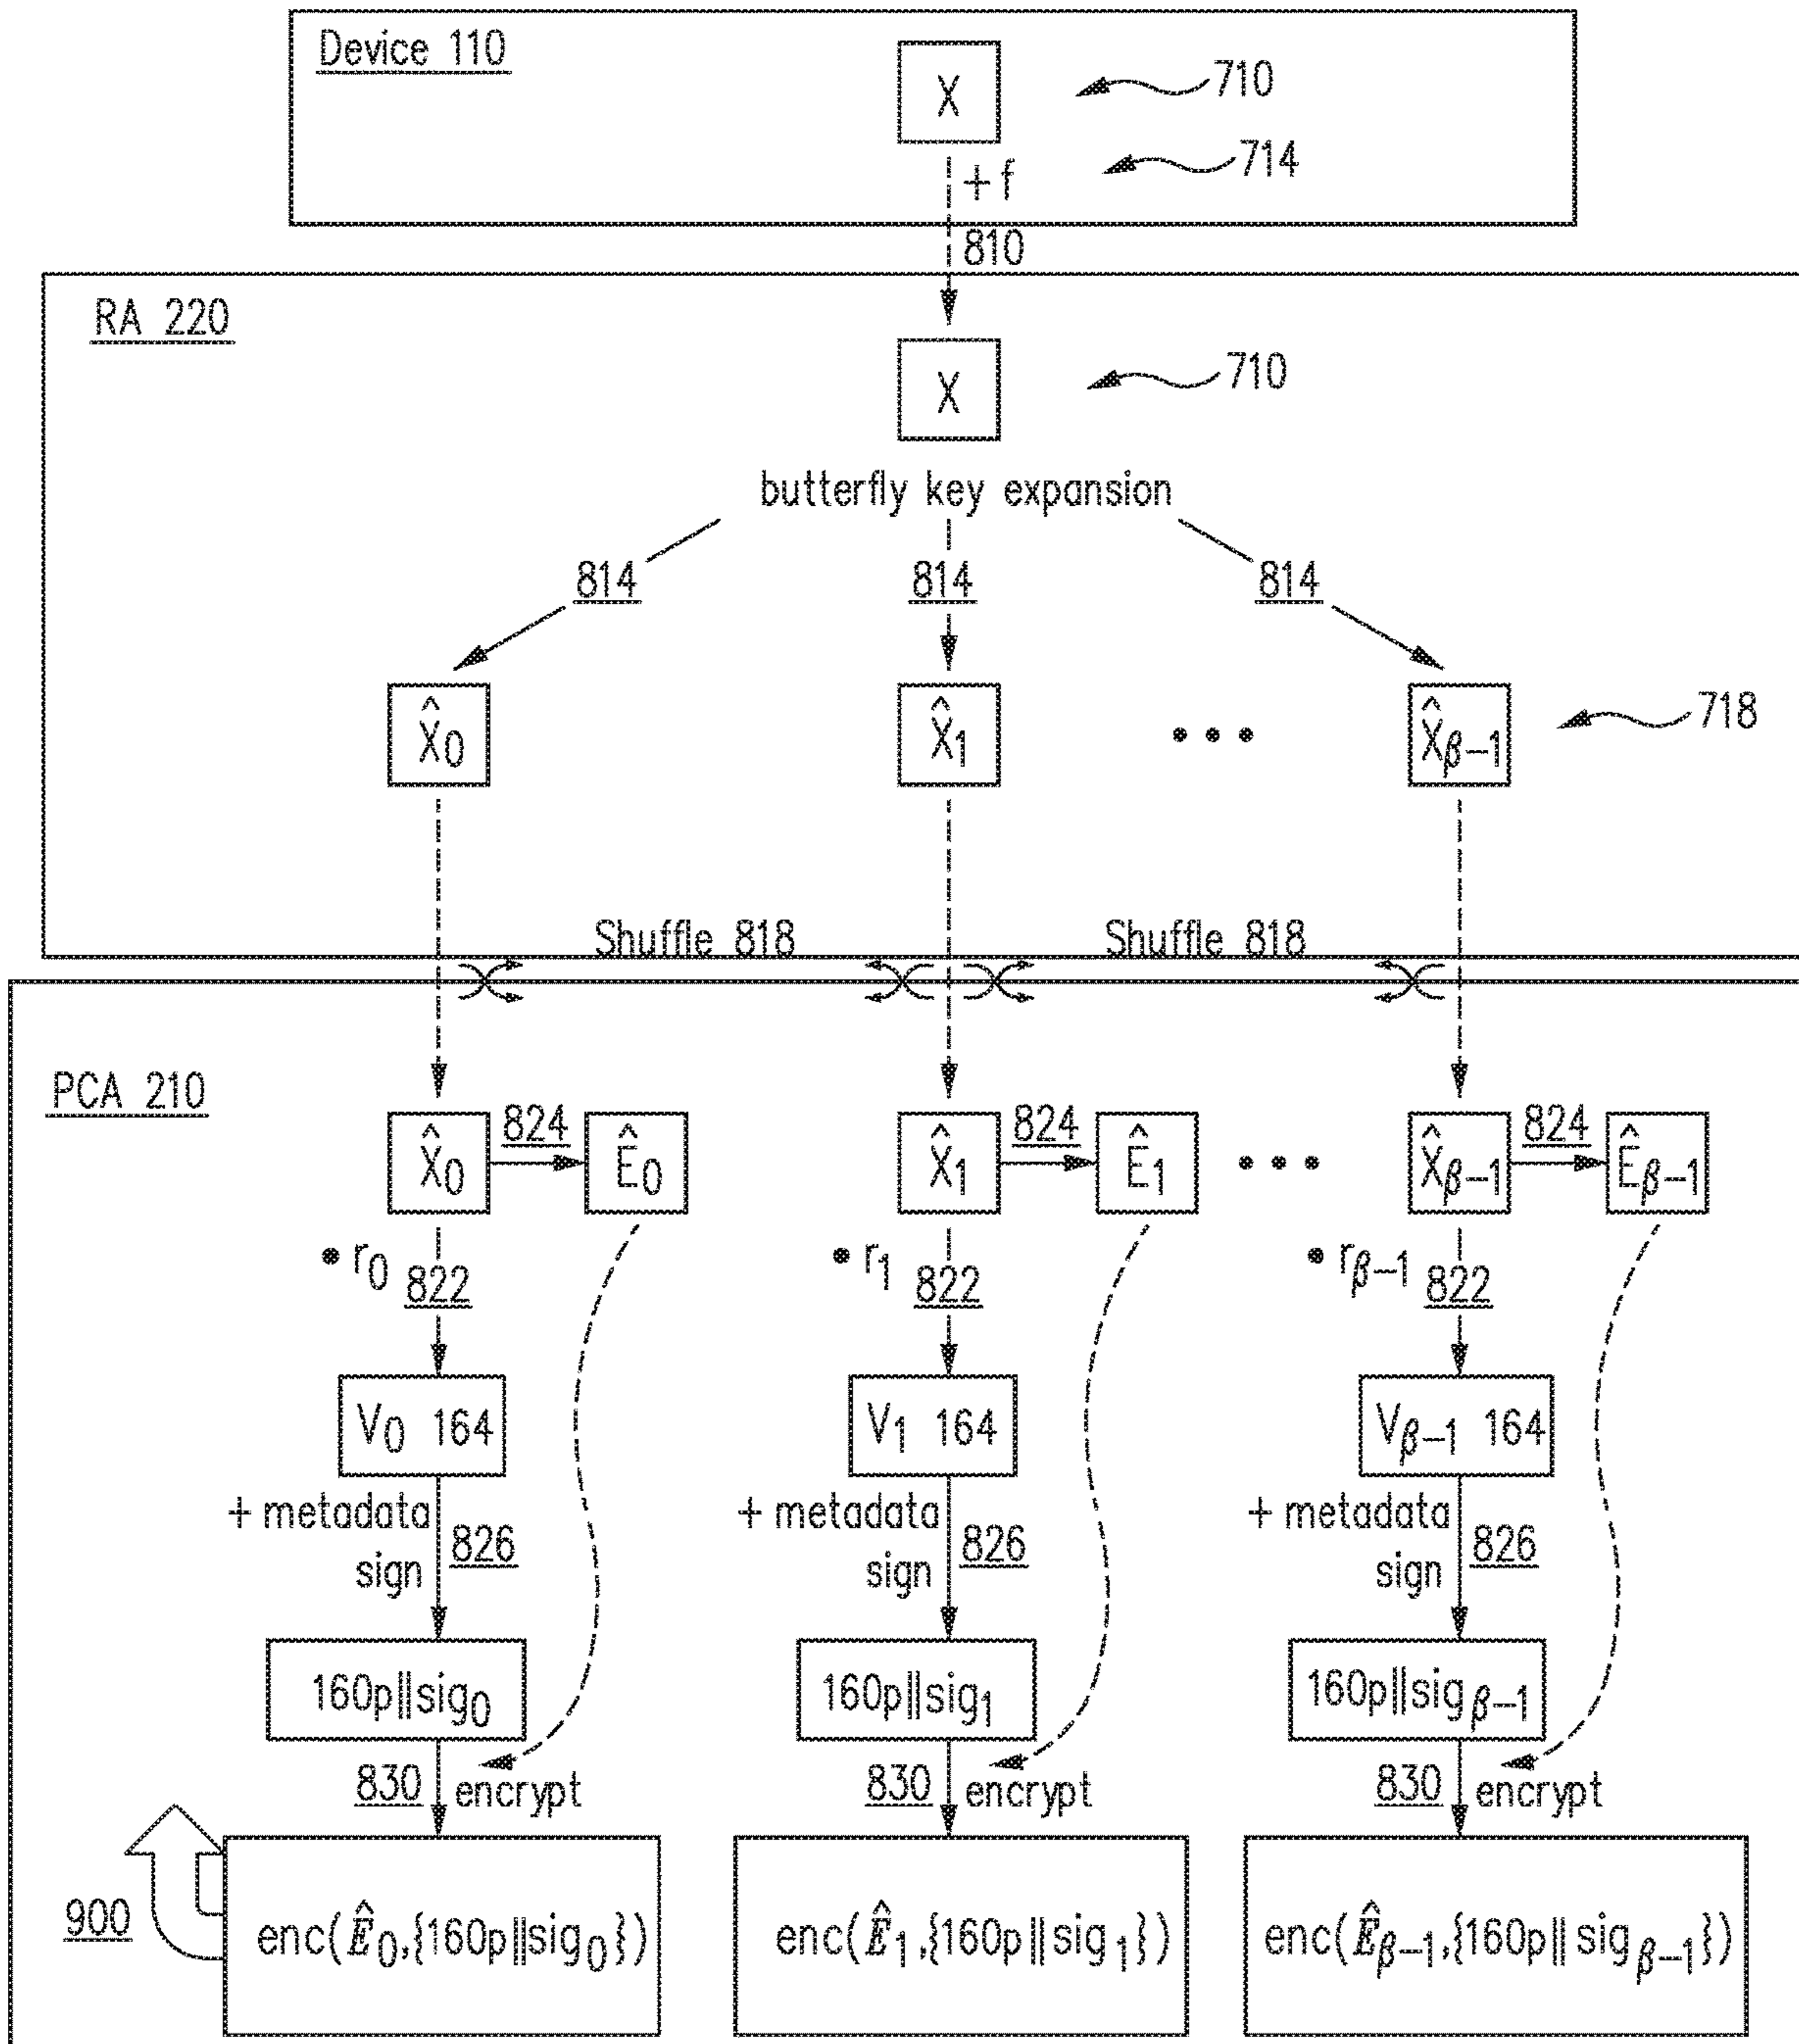 Device 110
X
710
+ f
714
810
RA 220
X
710
butterfly key expansion
814 814 814
X̂0 X̂1 • • • X̂β−1 718
Shuffle 818 Shuffle 818
PCA 210
X̂0 824 Ê0 X̂1 824 Ê1 • • • X̂β−1 824 Êβ−1
• r0 822 • r1 822 • rβ−1 822
V0 164 V1 164 Vβ−1 164
+ metadata + metadata + metadata
sign 826 sign 826 sign 826
160p||sig0 160p||sig1 160p||sigβ−1
830 encrypt 830 encrypt 830 encrypt
900
enc(Ê0,{160p||sig0}) enc(Ê1,{160p||sig1}) enc(Êβ−1,{160p||sigβ−1})